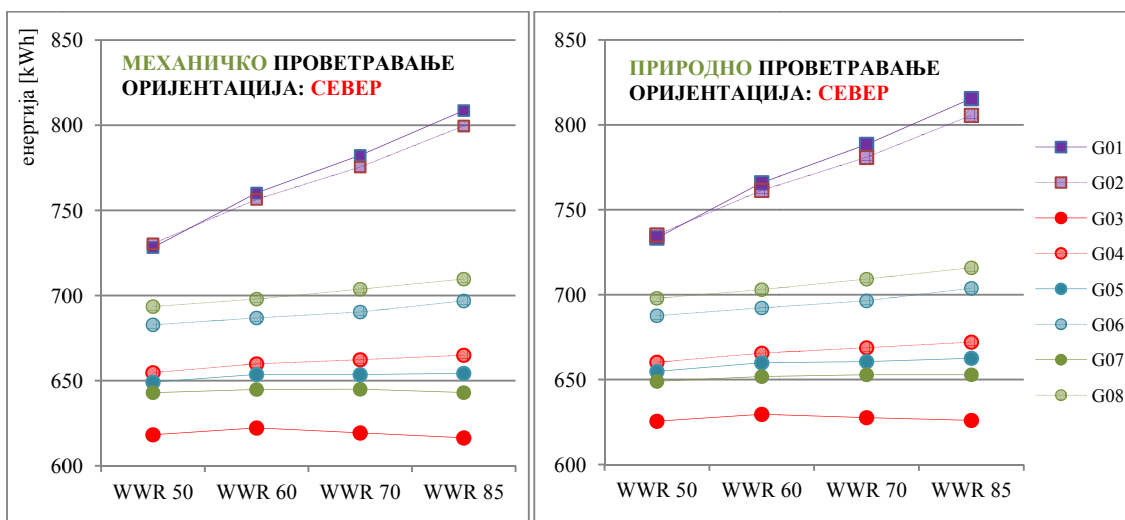 енергија [kWh]
850
800
750
700
650
600
МЕХАНИЧКО ПРОВЕТРАВАЊЕ
ОРИЈЕНТАЦИЈА: СЕВЕР
WWR 50
WWR 60
WWR 70
WWR 85
850
800
750
700
650
600
ПРИРОДНО ПРОВЕТРАВАЊЕ
ОРИЈЕНТАЦИЈА: СЕВЕР
WWR 50
WWR 60
WWR 70
WWR 85
G01
G02
G03
G04
G05
G06
G07
G08